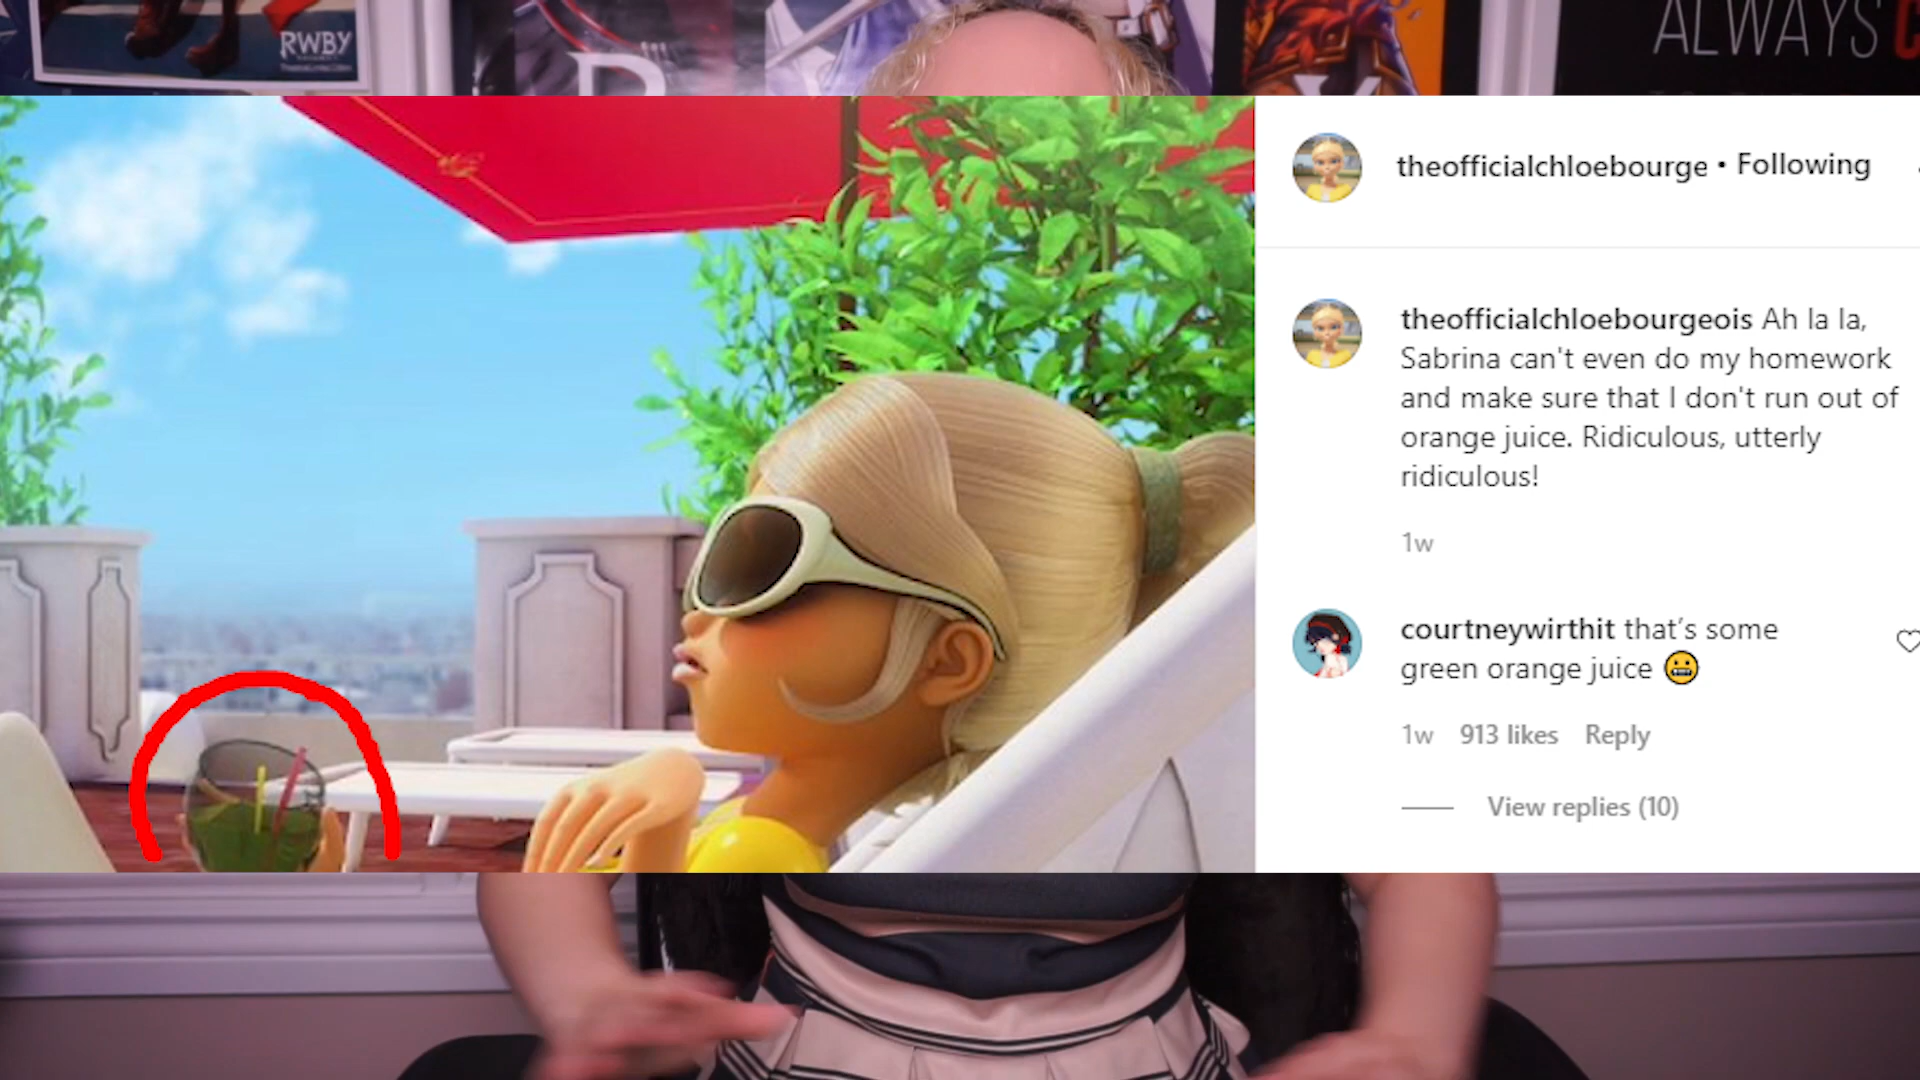 RWBY
ALWAYS
theofficialchloebourge • Following
theofficialchloebourgeois Ah la la,
Sabrina can't even do my homework
and make sure that I don't run out of
orange juice. Ridiculous, utterly
ridiculous!
1w
courtneywirthit that's some
green orange juice 😬
1w 913 likes Reply
View replies (10)